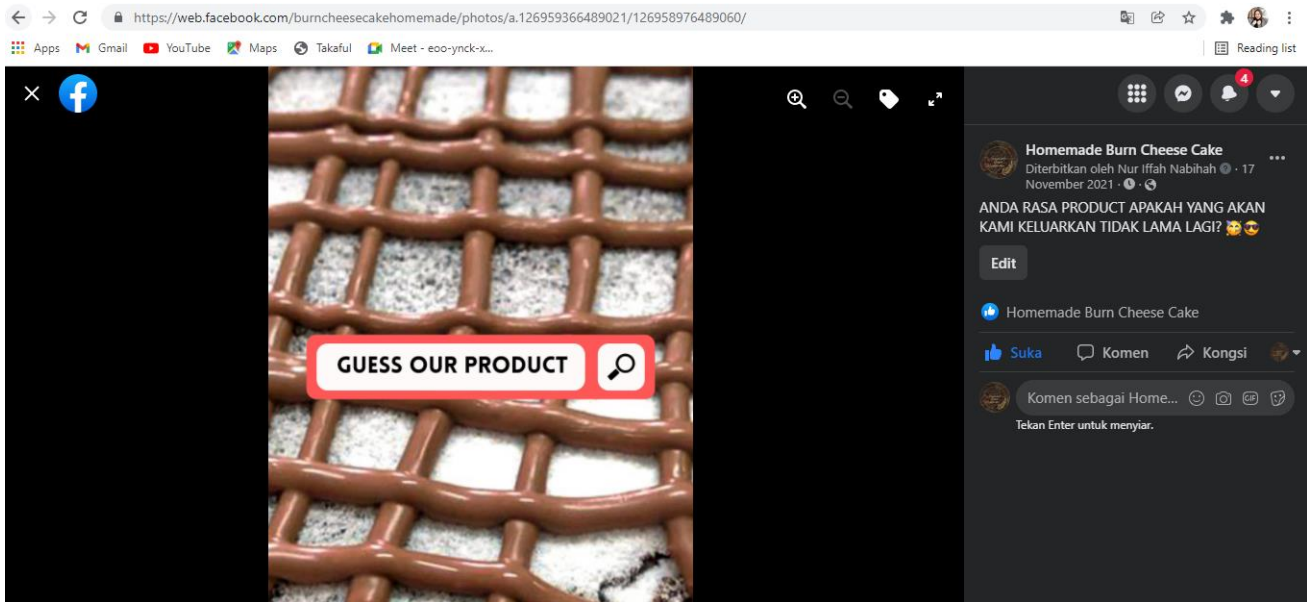 https://web.facebook.com/burncheesecakehomemade/photos/a.126959366489021/126958976489060/
Apps Gmail YouTube Maps Takaful Meet - eoo-ynck-x... Reading list
4
Homemade Burn Cheese Cake
Diterbitkan oleh Nur Iffah Nabihah · 17
November 2021 ·
ANDA RASA PRODUCT APAKAH YANG AKAN
KAMI KELUARKAN TIDAK LAMA LAGI? 🥰😎
Edit
Homemade Burn Cheese Cake
Suka Komen Kongsi
Komen sebagai Home... GIF
Tekan Enter untuk menyiar.
GUESS OUR PRODUCT